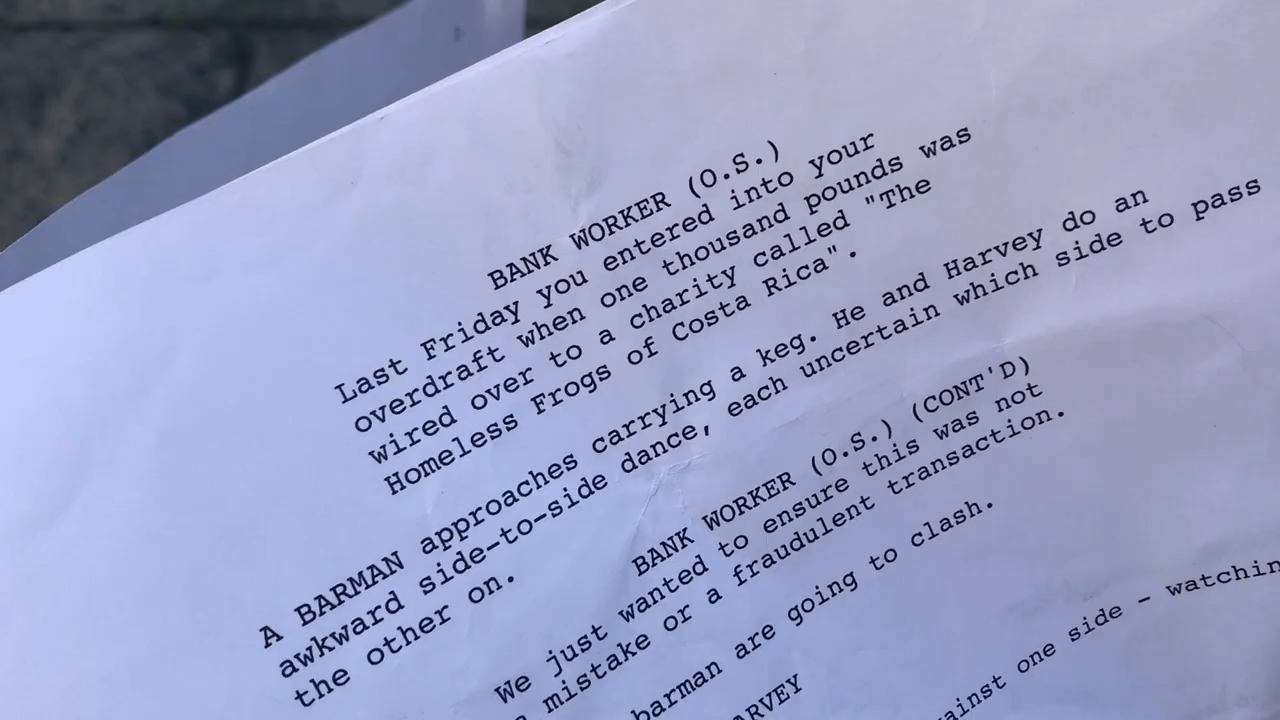 BANK WORKER (O.S.)
Last Friday you entered into your
overdraft when one thousand pounds was
wired over to a charity called "The
Homeless Frogs of Costa Rica".
A BARMAN approaches carrying a keg. He and Harvey do an
awkward side-to-side dance, each uncertain which side to pass
the other on.
BANK WORKER (O.S.) (CONT'D)
We just wanted to ensure this was not
mistake or a fraudulent transaction.
barman are going to clash.
one side -